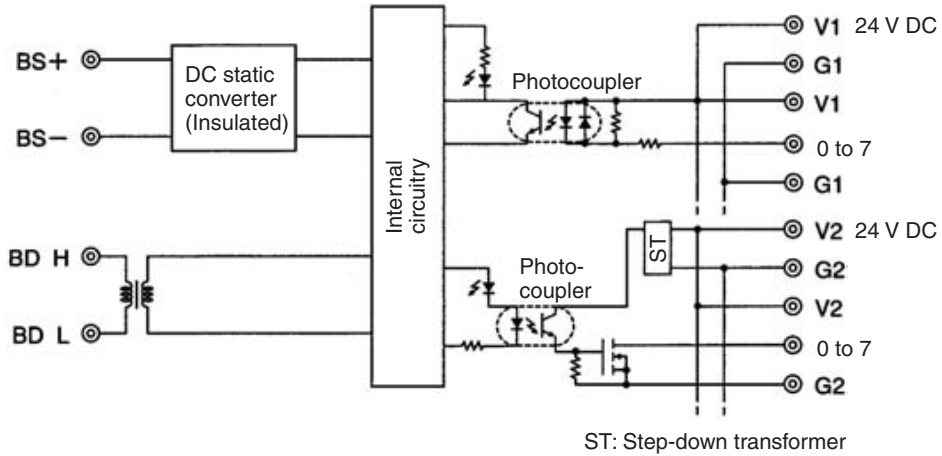 BS+
BS−
DC static
converter
(Insulated)
BD H
BD L
Internal
circuitry
Photocoupler
V1 24 V DC
G1
V1
0 to 7
G1
Photo-
coupler
ST
V2 24 V DC
G2
V2
0 to 7
G2
ST: Step-down transformer